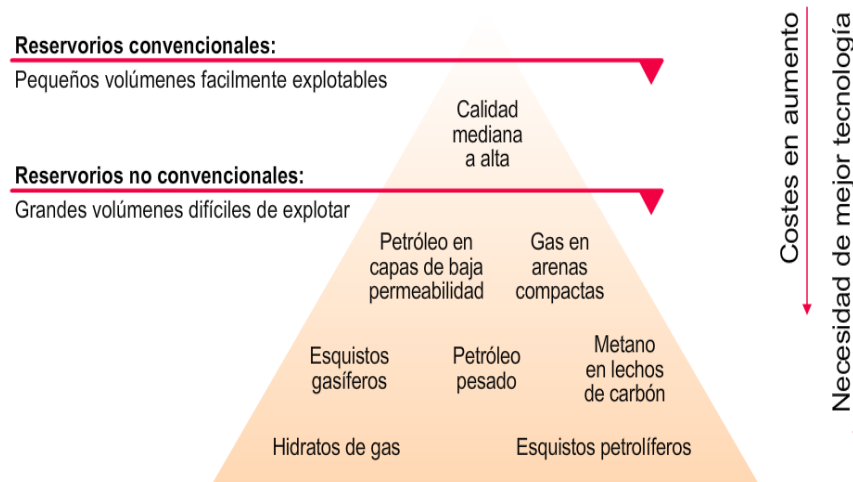 Reservorios convencionales:
Pequeños volúmenes facilmente explotables
Calidad
mediana
a alta
Reservorios no convencionales:
Grandes volúmenes difíciles de explotar
Petróleo en
capas de baja
permeabilidad
Gas en
arenas
compactas
Esquistos
gasíferos
Petróleo
pesado
Metano
en lechos
de carbón
Hidratos de gas
Esquistos petrolíferos
Costes en aumento
Necesidad de mejor tecnología